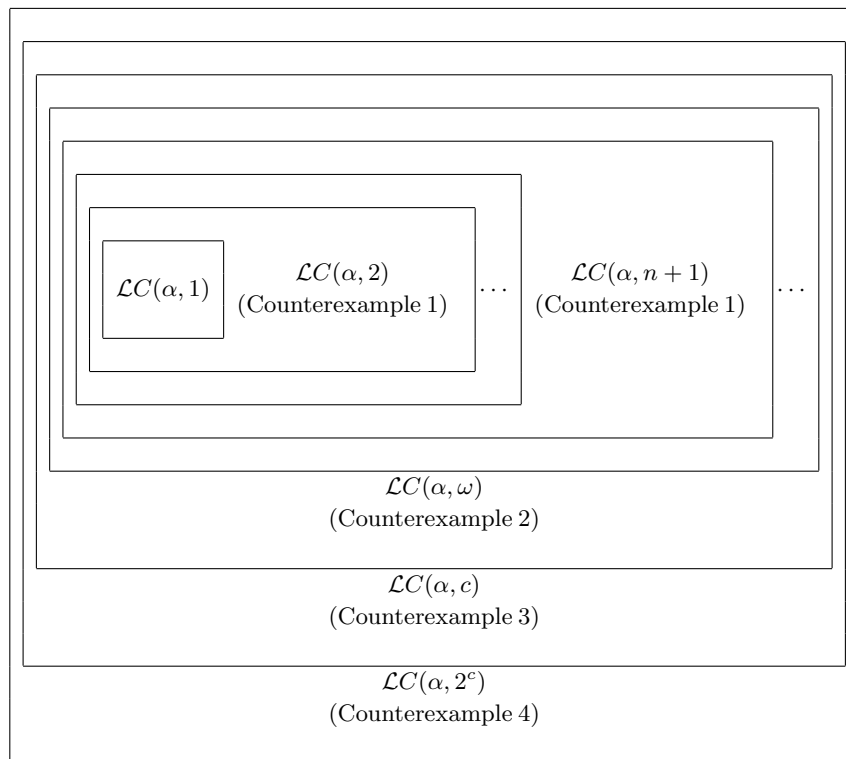 ℒC(α, 1)
ℒC(α, 2)
(Counterexample 1)
⋯
ℒC(α, n + 1)
(Counterexample 1)
⋯
ℒC(α, ω)
(Counterexample 2)
ℒC(α, c)
(Counterexample 3)
ℒC(α, 2ᶜ)
(Counterexample 4)